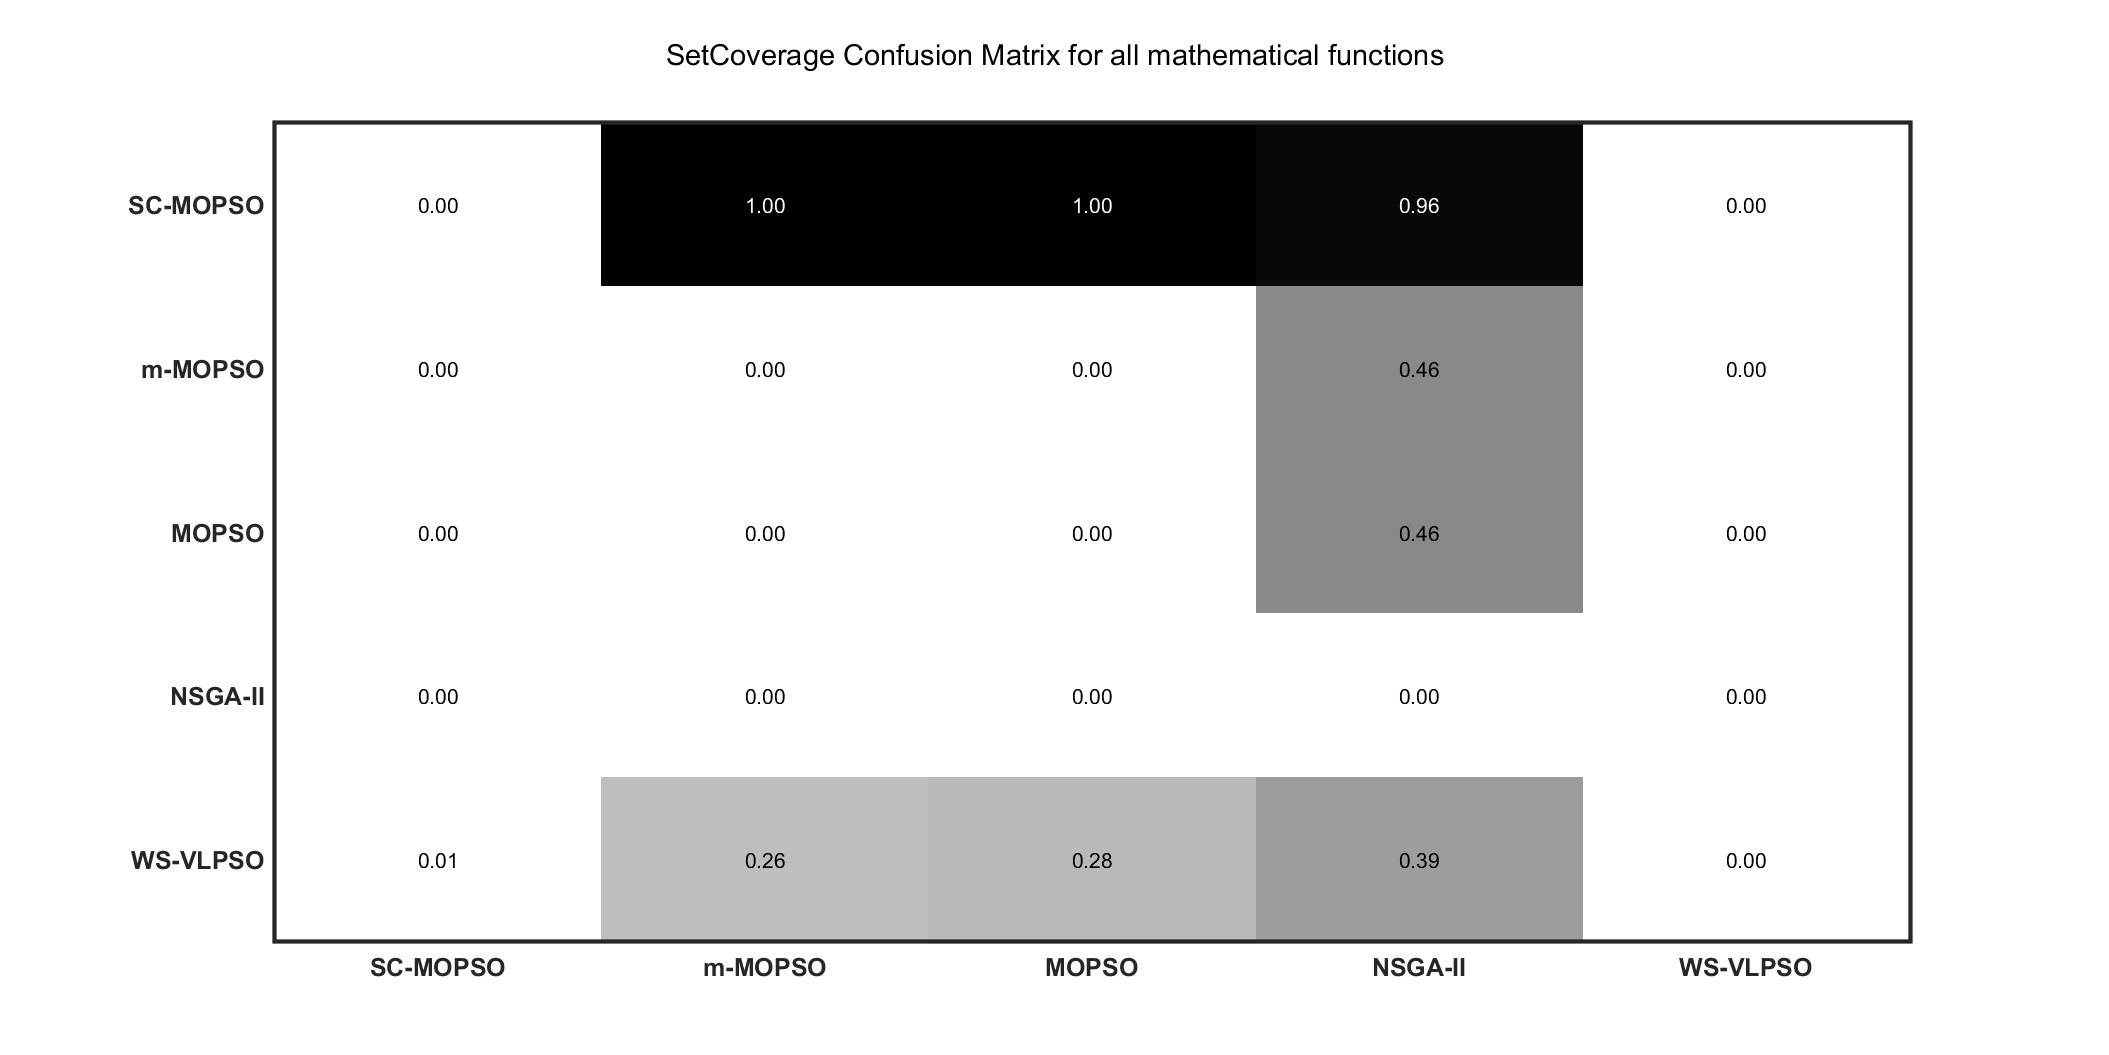 SetCoverage Confusion Matrix for all mathematical functions
SC-MOPSO 0.00 1.00 1.00 0.96 0.00
m-MOPSO 0.00 0.00 0.00 0.46 0.00
MOPSO 0.00 0.00 0.00 0.46 0.00
NSGA-II 0.00 0.00 0.00 0.00 0.00
WS-VLPSO 0.01 0.26 0.28 0.39 0.00
SC-MOPSO m-MOPSO MOPSO NSGA-II WS-VLPSO